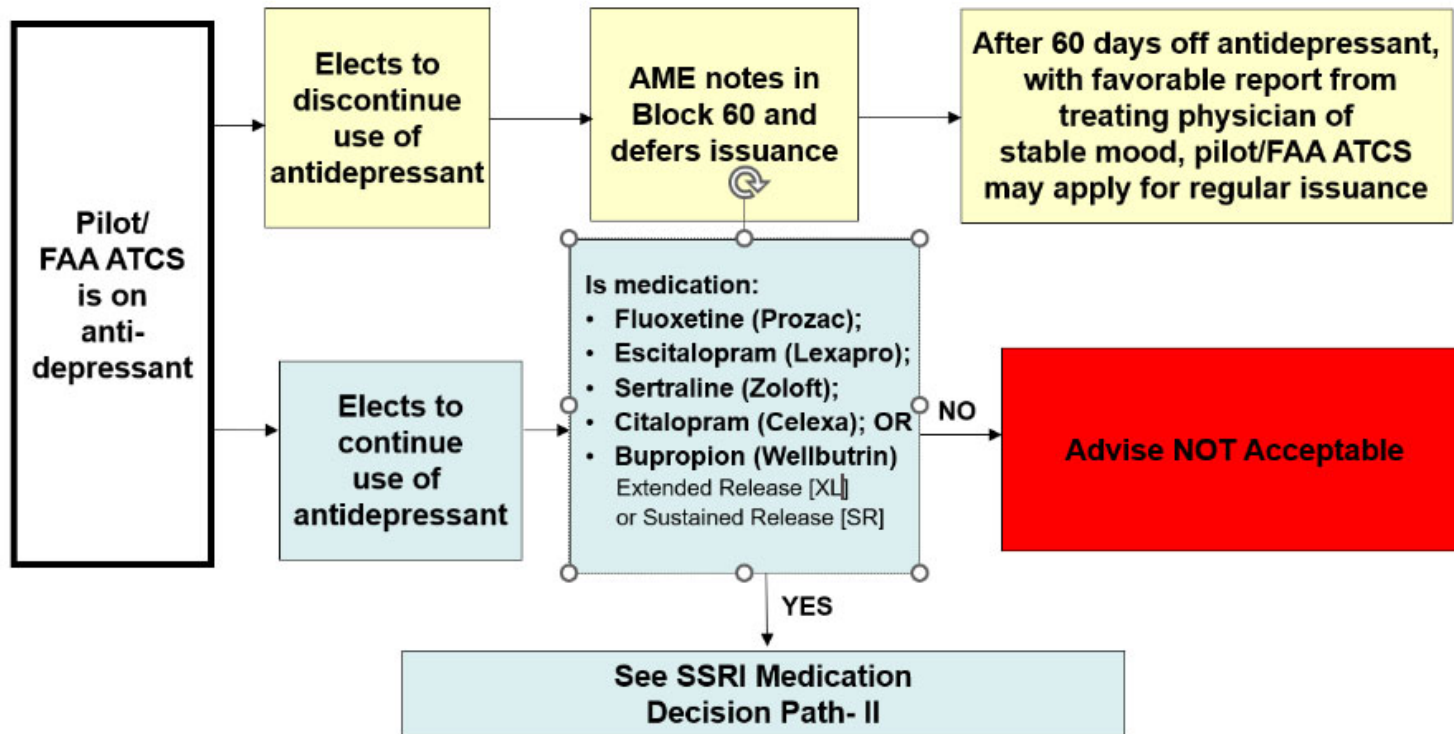 Pilot/
FAA ATCS
is on
anti-
depressant
Elects to
discontinue
use of
antidepressant
AME notes in
Block 60 and
defers issuance
After 60 days off antidepressant,
with favorable report from
treating physician of
stable mood, pilot/FAA ATCS
may apply for regular issuance
Elects to
continue
use of
antidepressant
Is medication:
• Fluoxetine (Prozac);
• Escitalopram (Lexapro);
• Sertraline (Zoloft);
• Citalopram (Celexa); OR
• Bupropion (Wellbutrin)
Extended Release [XL]
or Sustained Release [SR]
NO
Advise NOT Acceptable
YES
See SSRI Medication
Decision Path- II